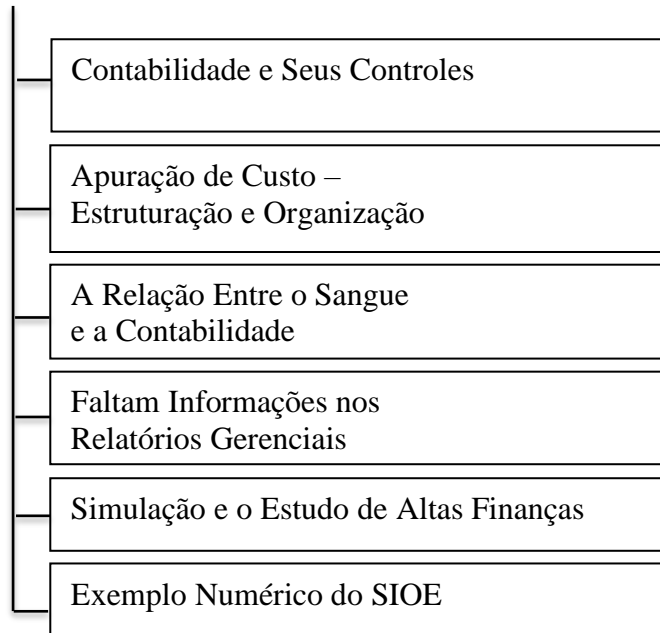 Contabilidade e Seus Controles
Apuração de Custo –
Estruturação e Organização
A Relação Entre o Sangue
e a Contabilidade
Faltam Informações nos
Relatórios Gerenciais
Simulação e o Estudo de Altas Finanças
Exemplo Numérico do SIOE